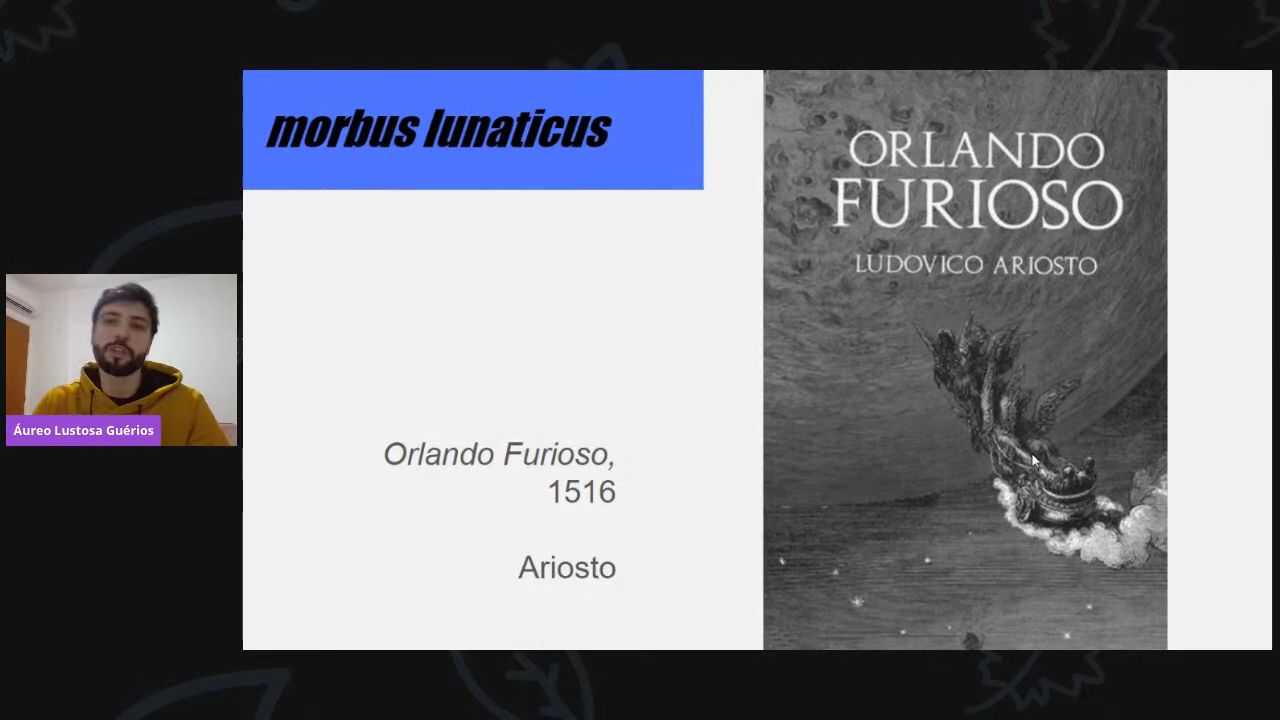 morbus lunaticus
ORLANDO
FURIOSO
LUDOVICO ARIOSTO
Áureo Lustosa Guérios
Orlando Furioso,
1516
Ariosto